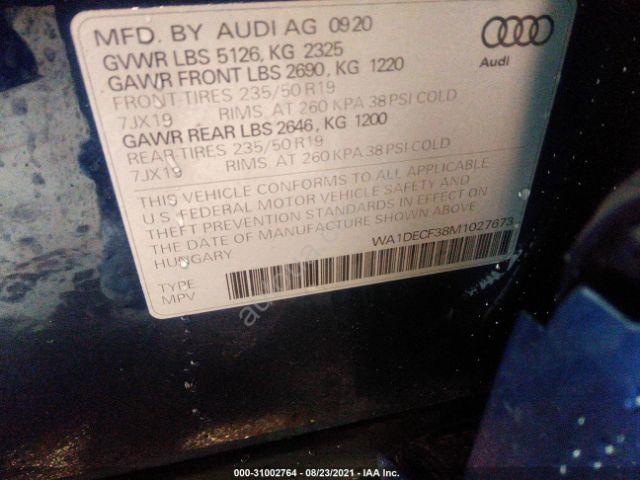 MFD. BY AUDI AG 09 20
GVWR LBS 5126, KG 2325
GAWR FRONT LBS 2690, KG 1220
FRONT-TIRES 235/50 R19
7JX19 RIMS, AT 260 KPA 38 PSI COLD
GAWR REAR LBS 2646, KG 1200
REAR-TIRES 235/50 R19
7JX19 RIMS, AT 260 KPA 38 PSI COLD
THIS VEHICLE CONFORMS TO ALL APPLICABLE
U.S. FEDERAL MOTOR VEHICLE SAFETY AND
THEFT PREVENTION STANDARDS IN EFFECT ON
THE DATE OF MANUFACTURE SHOWN ABOVE.
HUNGARY
WA1DECF38M1027673
TYPE
MPV
Audi
000-31002764 - 08/23/2021 - IAA Inc.